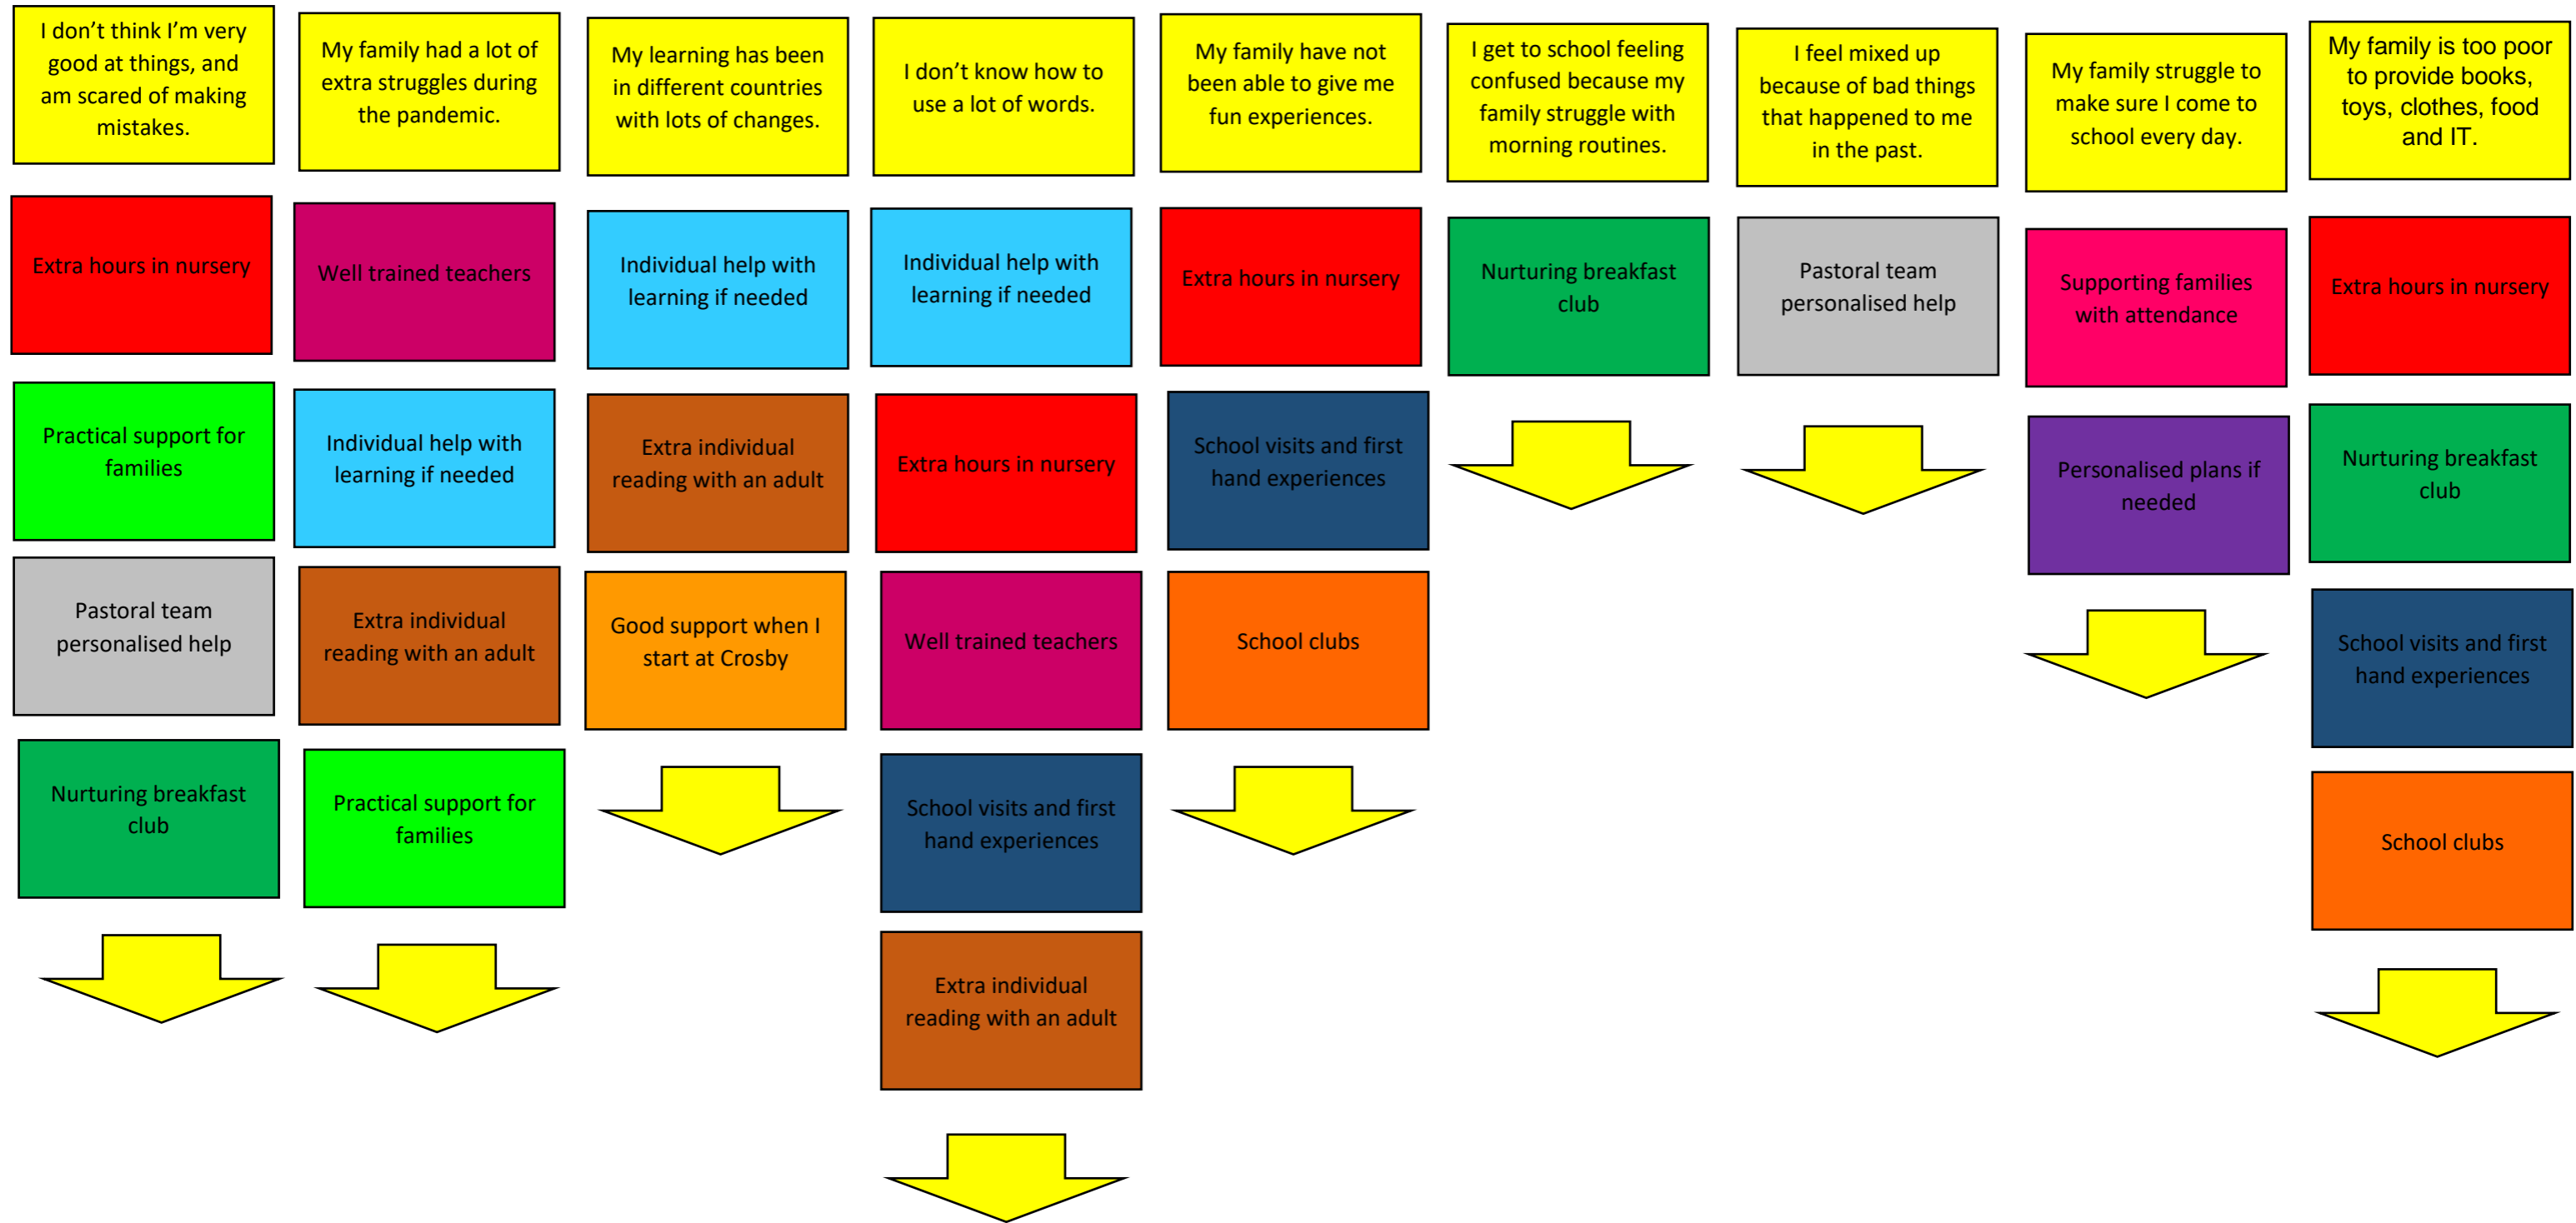 I don’t think I’m very
good at things, and
am scared of making
mistakes.
My family had a lot of
extra struggles during
the pandemic.
My learning has been
in different countries
with lots of changes.
I don’t know how to
use a lot of words.
My family have not
been able to give me
fun experiences.
I get to school feeling
confused because my
family struggle with
morning routines.
I feel mixed up
because of bad things
that happened to me
in the past.
My family struggle to
make sure I come to
school every day.
My family is too poor
to provide books,
toys, clothes, food
and IT.
Extra hours in nursery
Well trained teachers
Individual help with
learning if needed
Individual help with
learning if needed
Extra hours in nursery
Nurturing breakfast
club
Pastoral team
personalised help
Supporting families
with attendance
Extra hours in nursery
Practical support for
families
Individual help with
learning if needed
Extra individual
reading with an adult
Extra hours in nursery
School visits and first
hand experiences
Personalised plans if
needed
Nurturing breakfast
club
Pastoral team
personalised help
Extra individual
reading with an adult
Good support when I
start at Crosby
Well trained teachers
School clubs
School visits and first
hand experiences
Nurturing breakfast
club
Practical support for
families
School visits and first
hand experiences
School clubs
Extra individual
reading with an adult